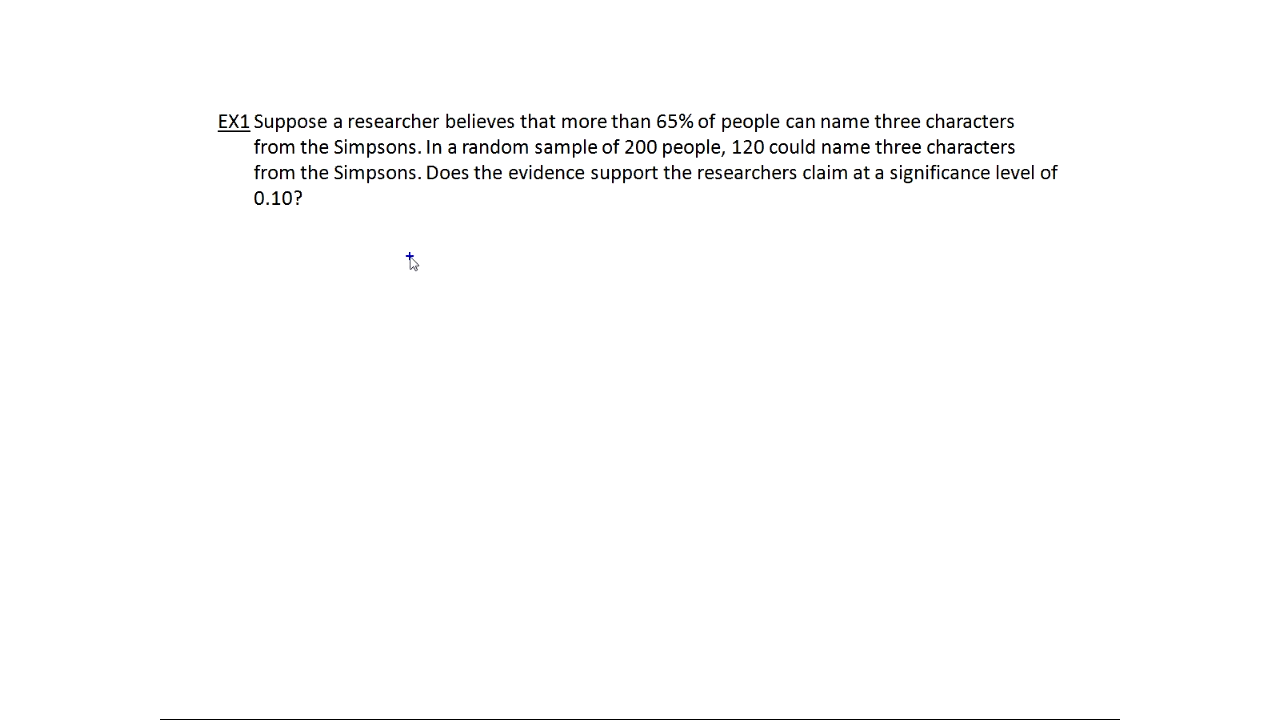 EX1 Suppose a researcher believes that more than 65% of people can name three characters
from the Simpsons. In a random sample of 200 people, 120 could name three characters
from the Simpsons. Does the evidence support the researchers claim at a significance level of
0.10?